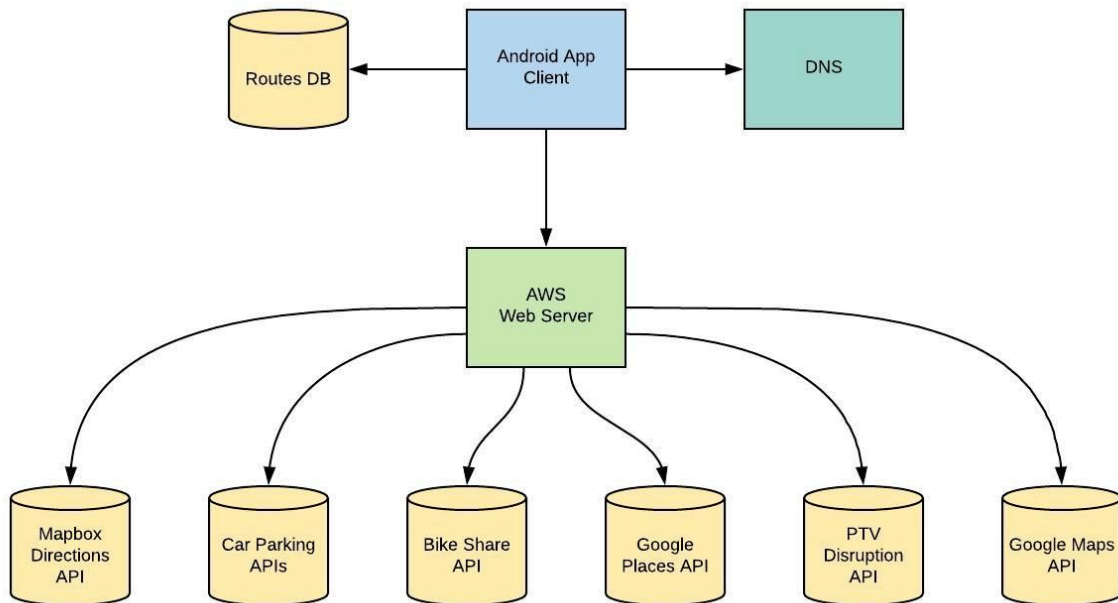 Routes DB
Android App
Client
DNS
AWS
Web Server
Mapbox
Directions
API
Car Parking
APIs
Bike Share
API
Google
Places API
PTV
Disruption
API
Google Maps
API